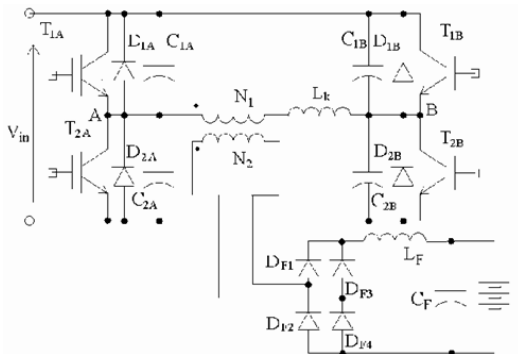 T1A
D1A
C1A
C1B
D1B
T1B
N1
Lk
A
B
Vin
T2A
D2A
C2A
N2
D2B
C2B
T2B
LF
DF1
DF3
CF
DF2
DF4